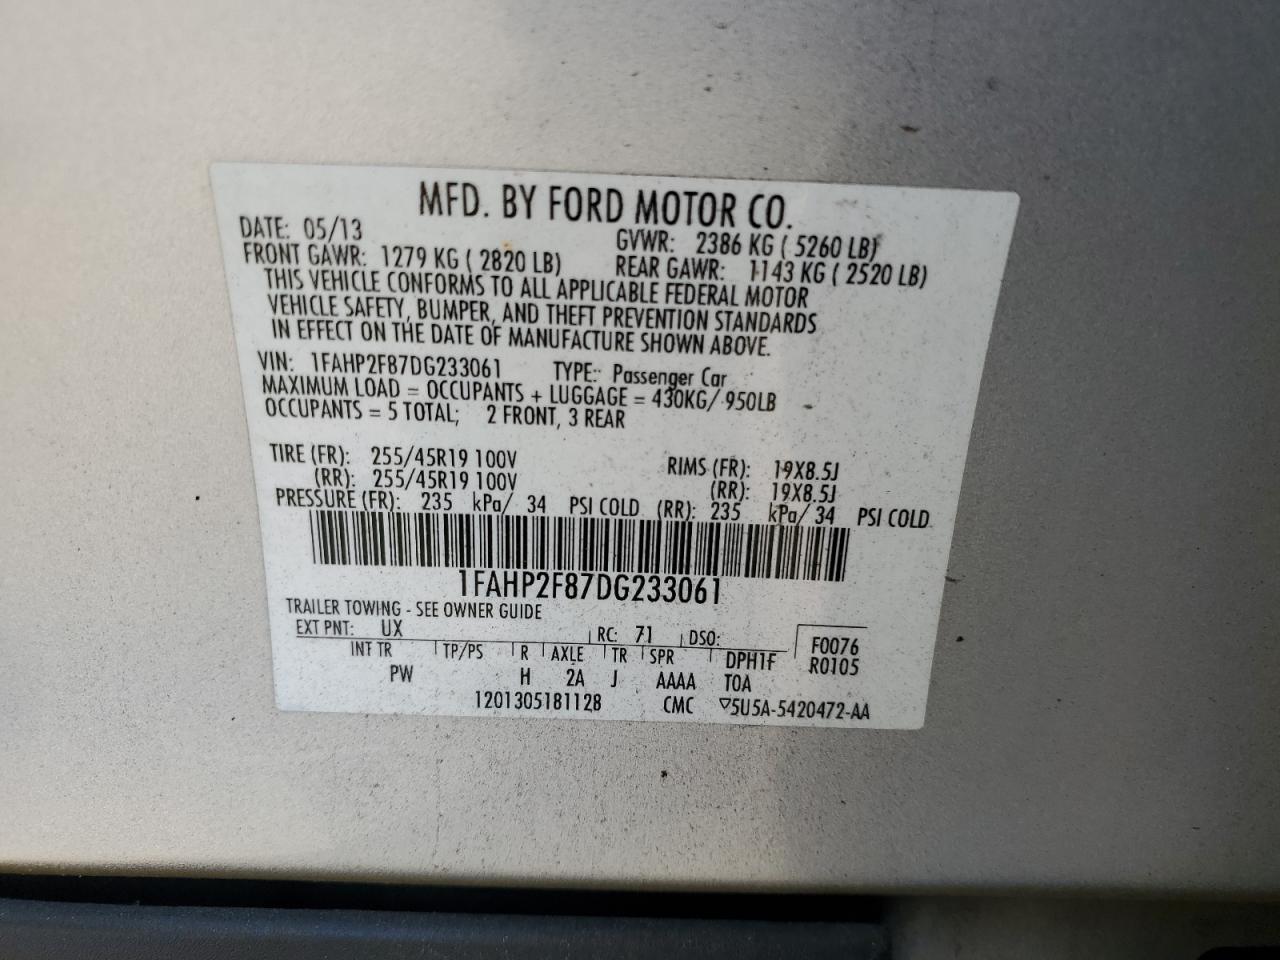 MFD. BY FORD MOTOR CO.
DATE: 05/13 GVWR: 2386 KG ( 5260 LB)
FRONT GAWR: 1279 KG ( 2820 LB) REAR GAWR: 1143 KG ( 2520 LB)
THIS VEHICLE CONFORMS TO ALL APPLICABLE FEDERAL MOTOR
VEHICLE SAFETY, BUMPER, AND THEFT PREVENTION STANDARDS
IN EFFECT ON THE DATE OF MANUFACTURE SHOWN ABOVE.
VIN: 1FAHP2F87DG233061 TYPE: Passenger Car
MAXIMUM LOAD = OCCUPANTS + LUGGAGE = 430KG/ 950LB
OCCUPANTS = 5 TOTAL; 2 FRONT, 3 REAR
TIRE (FR): 255/45R19 100V RIMS (FR): 19X8.5J
(RR): 255/45R19 100V (RR): 19X8.5J
PRESSURE (FR): 235 kPa/ 34 PSI COLD (RR): 235 kPa/ 34 PSI COLD
1FAHP2F87DG233061
TRAILER TOWING - SEE OWNER GUIDE
EXT PNT: UX RC: 71 DSO: F0076
INT TR TP/PS R AXLE TR SPR DPH1F R0105
PW H 2A J AAAA TOA
1201305181128 CMC ▽5U5A-5420472-AA